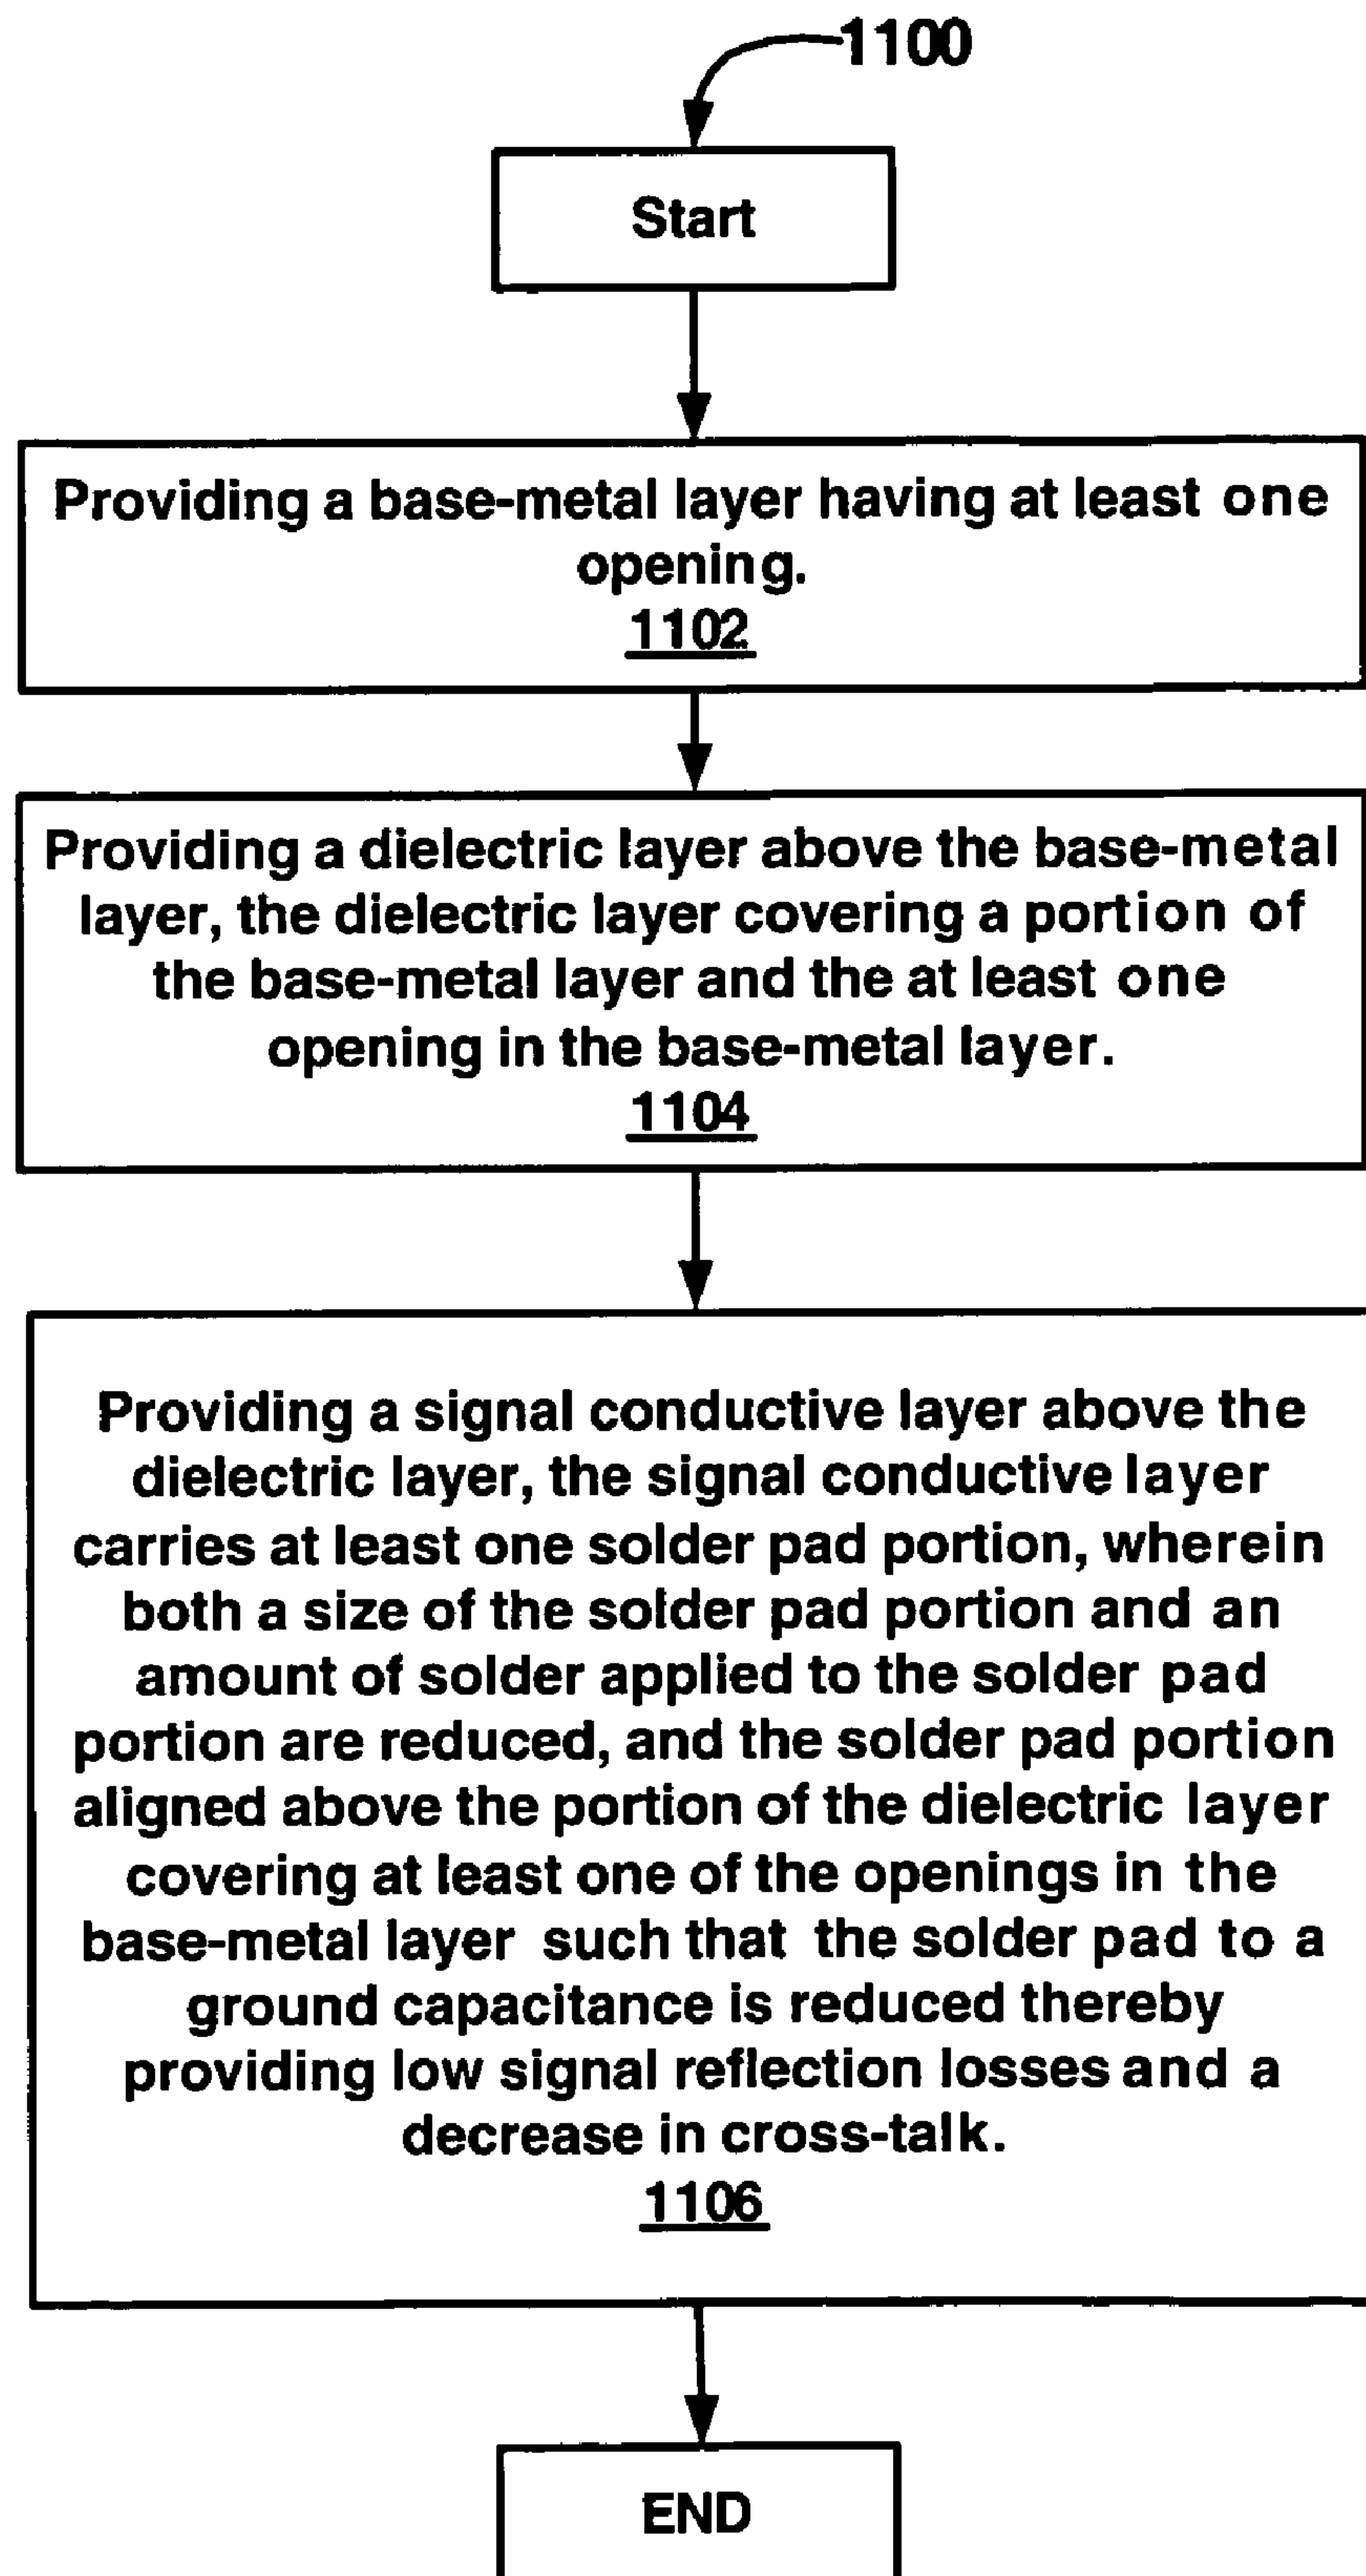 1100
Start
Providing a base-metal layer having at least one
opening.
1102
Providing a dielectric layer above the base-metal
layer, the dielectric layer covering a portion of
the base-metal layer and the at least one
opening in the base-metal layer.
1104
Providing a signal conductive layer above the
dielectric layer, the signal conductive layer
carries at least one solder pad portion, wherein
both a size of the solder pad portion and an
amount of solder applied to the solder pad
portion are reduced, and the solder pad portion
aligned above the portion of the dielectric layer
covering at least one of the openings in the
base-metal layer such that the solder pad to a
ground capacitance is reduced thereby
providing low signal reflection losses and a
decrease in cross-talk.
1106
END